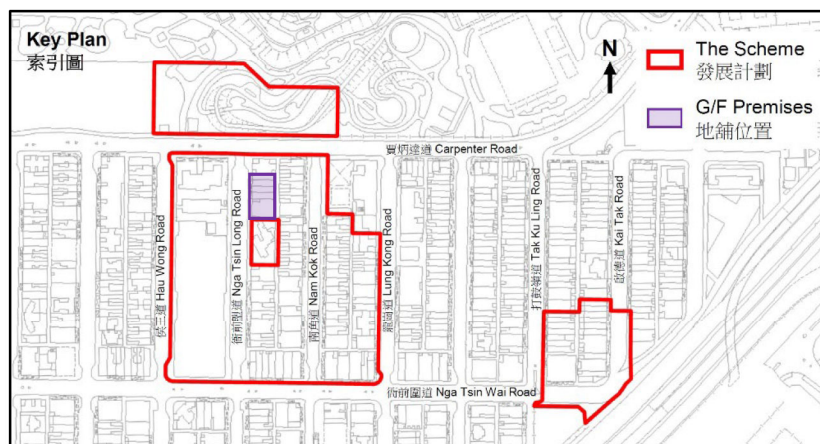 Key Plan
索引圖
N
The Scheme
發展計劃
G/F Premises
地舖位置
賈炳達道 Carpenter Road
侯王道 Hau Wong Road
衙前塱道 Nga Tsin Long Road
南角道 Nam Kok Road
龍崗道 Lung Kong Road
打鼓嶺道 Tak Ku Ling Road
啟德道 Kai Tak Road
衙前圍道 Nga Tsin Wai Road